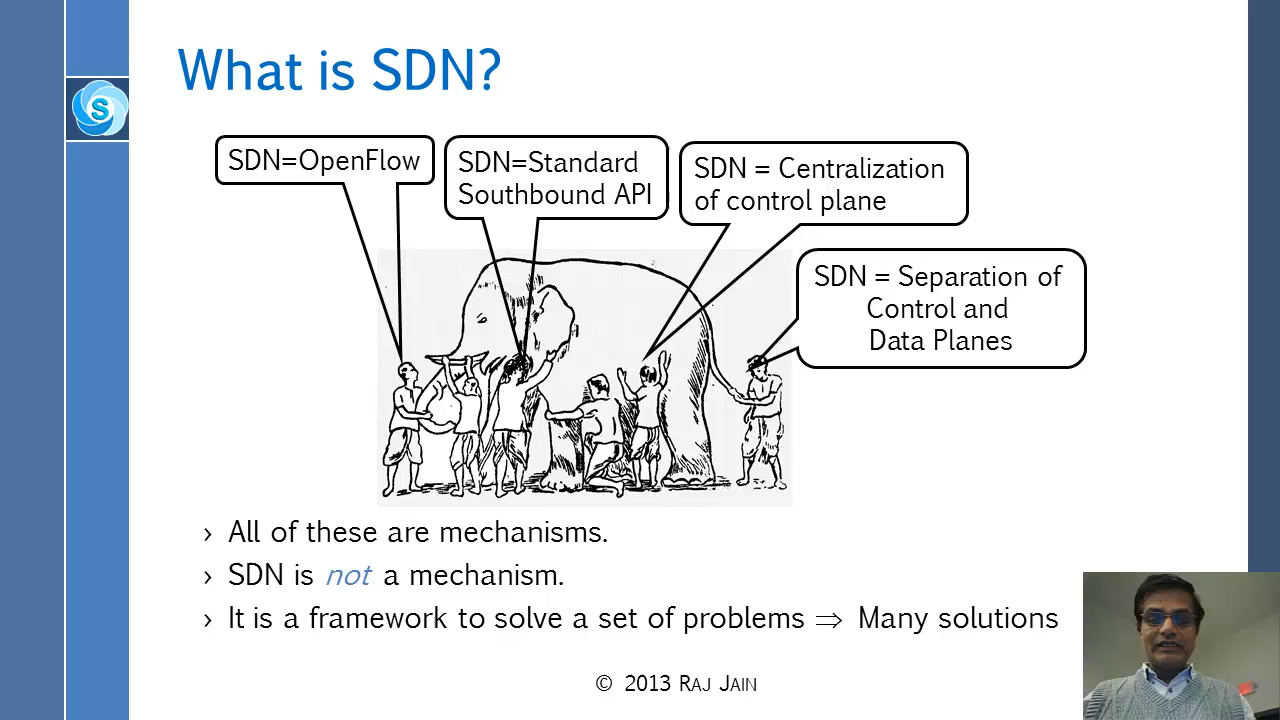 What is SDN?
S
SDN=OpenFlow
SDN=Standard
Southbound API
SDN = Centralization
of control plane
SDN = Separation of
Control and
Data Planes
› All of these are mechanisms.
› SDN is not a mechanism.
› It is a framework to solve a set of problems ⇒ Many solutions
© 2013 RAJ JAIN